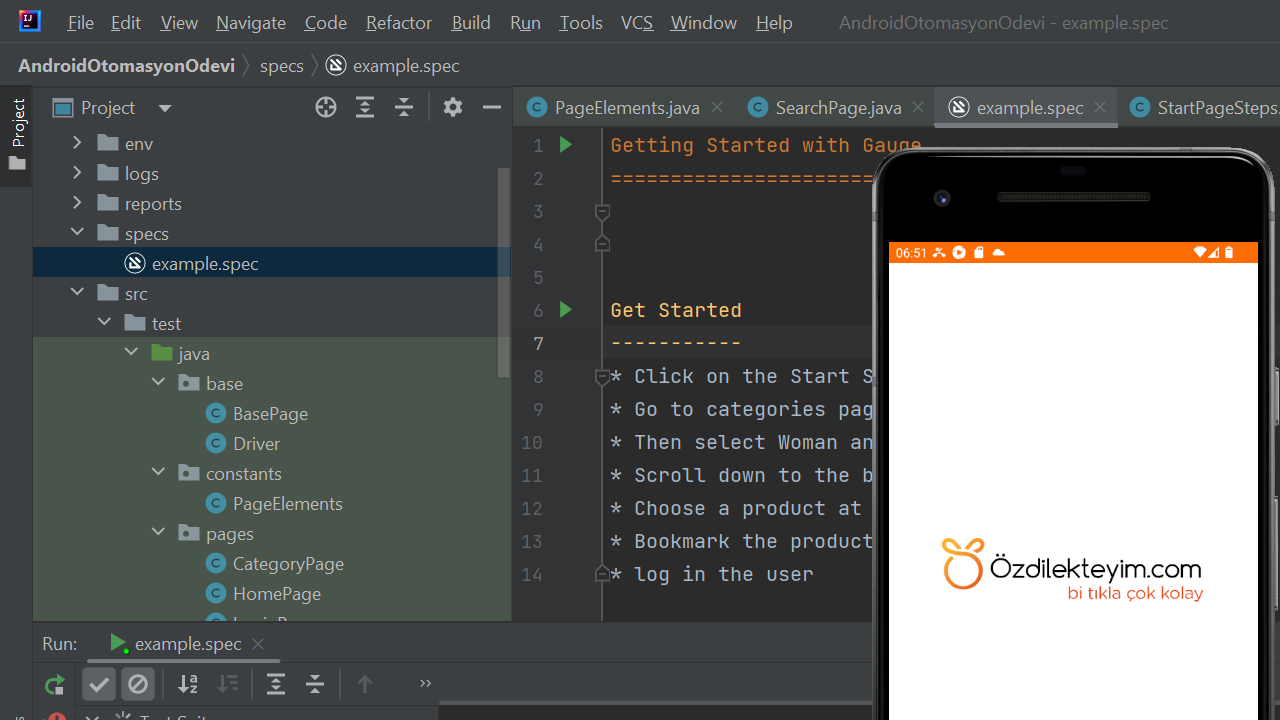 File Edit View Navigate Code Refactor Build Run Tools VCS Window Help AndroidOtomasyonOdevi - example.spec
AndroidOtomasyonOdevi specs example.spec
Project
Project
PageElements.java SearchPage.java example.spec StartPageSteps.
env
logs
reports
specs
example.spec
src
test
java
base
BasePage
Driver
constants
PageElements
pages
CategoryPage
HomePage
1 Getting Started with Gauge
2 ======================
3
4
5
6 Get Started
7 -----------
8 * Click on the Start S
9 * Go to categories pag
10 * Then select Woman an
11 * Scroll down to the b
12 * Choose a product at
13 * Bookmark the product
14 * log in the user
06:51
Özdilekteyim.com
bi tıkla çok kolay
Run: example.spec